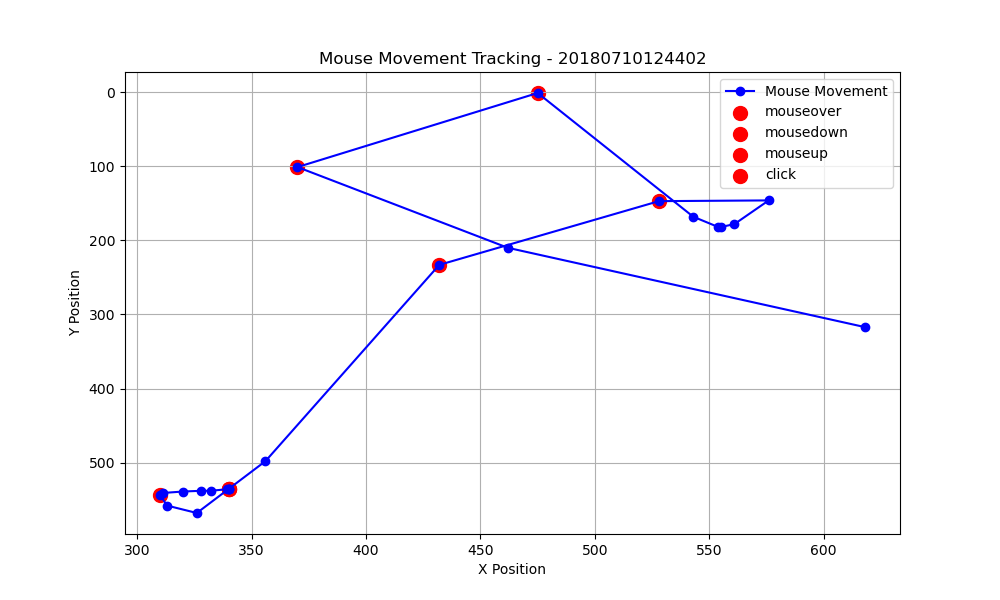 Mouse Movement Tracking - 20180710124402
Mouse Movement
mouseover
mousedown
mouseup
click
Y Position
0
100
200
300
400
500
300 350 400 450 500 550 600
X Position